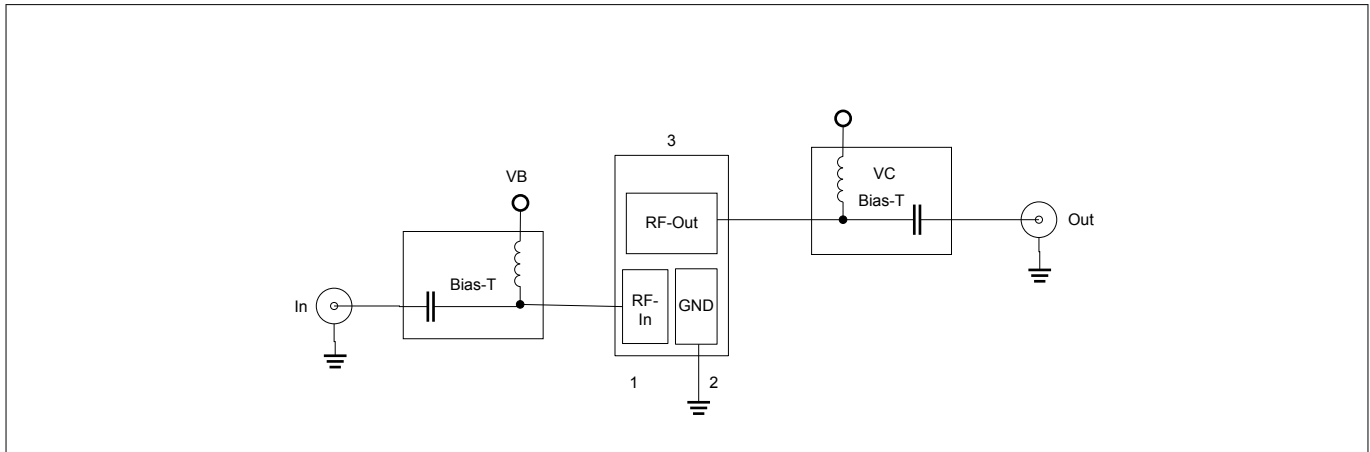 3
VC
VB
Bias-T
RF-Out
Out
Bias-T
RF-
In
GND
In
1
2